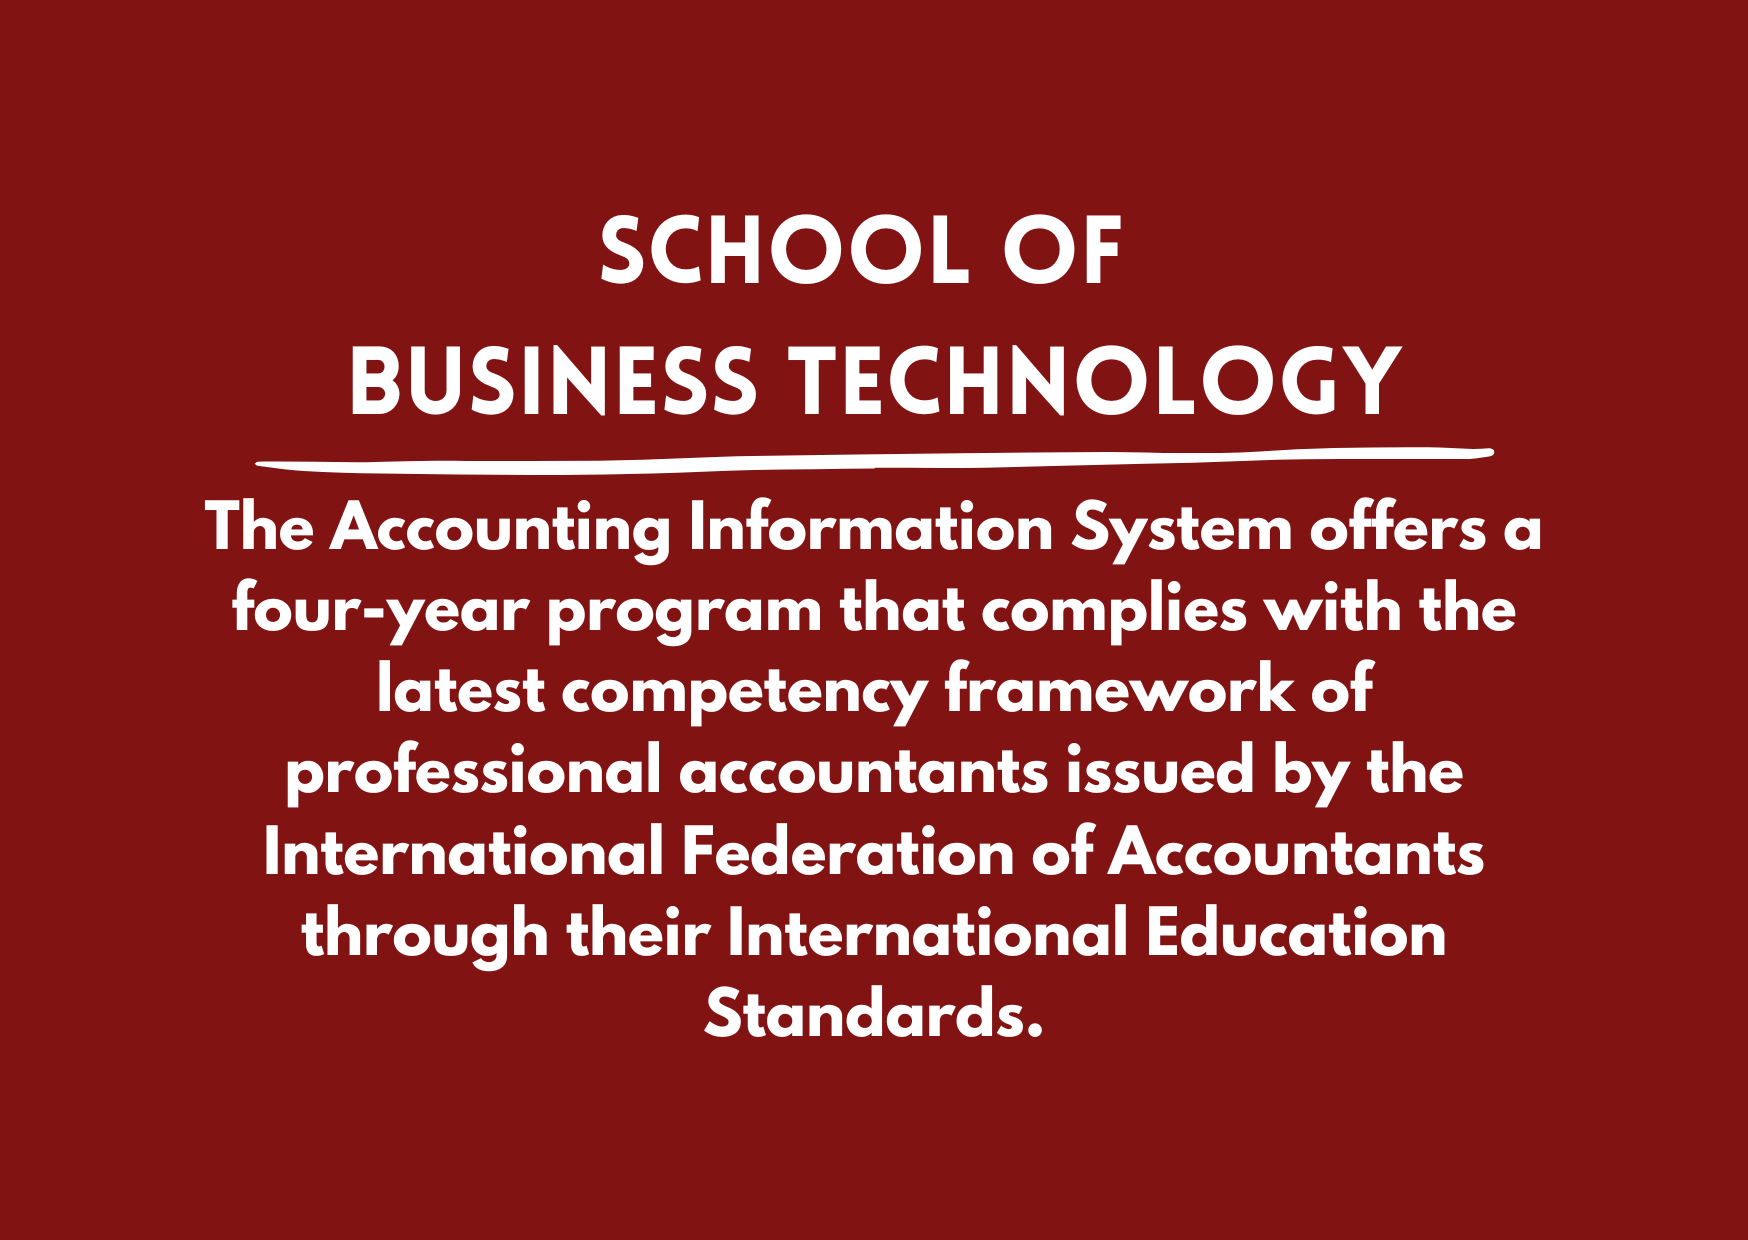 SCHOOL OF
BUSINESS TECHNOLOGY
The Accounting Information System offers a
four-year program that complies with the
latest competency framework of
professional accountants issued by the
International Federation of Accountants
through their International Education
Standards.